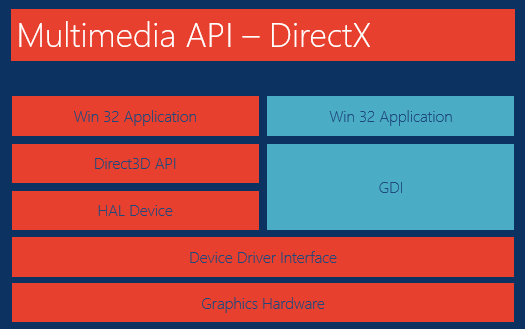 Multimedia API – DirectX
Win 32 Application
Win 32 Application
Direct3D API
GDI
HAL Device
Device Driver Interface
Graphics Hardware